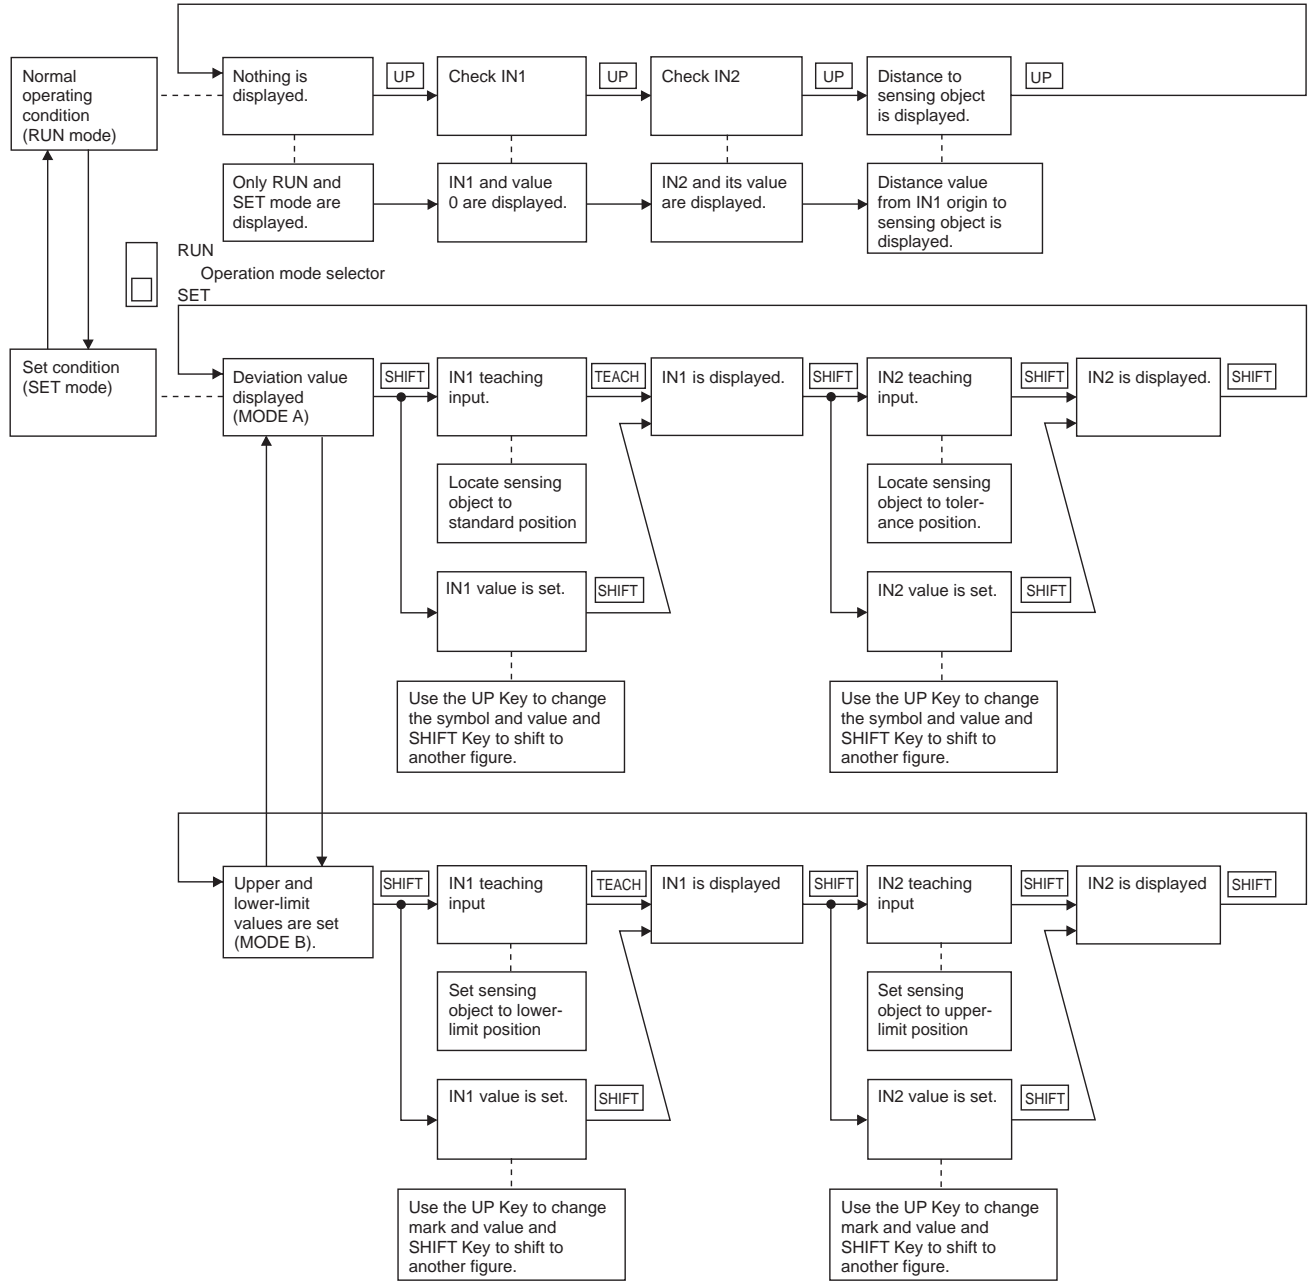 Normal
operating
condition
(RUN mode)
Nothing is
displayed.
UP
Check IN1
UP
Check IN2
UP
Distance to
sensing object
is displayed.
UP
Only RUN and
SET mode are
displayed.
IN1 and value
0 are displayed.
IN2 and its value
are displayed.
Distance value
from IN1 origin to
sensing object is
displayed.
RUN
Operation mode selector
SET
Set condition
(SET mode)
Deviation value
displayed
(MODE A)
SHIFT
IN1 teaching
input.
TEACH
IN1 is displayed.
SHIFT
IN2 teaching
input.
SHIFT
IN2 is displayed.
SHIFT
Locate sensing
object to
standard position
Locate sensing
object to toler-
ance position.
IN1 value is set.
SHIFT
IN2 value is set.
SHIFT
Use the UP Key to change
the symbol and value and
SHIFT Key to shift to
another figure.
Use the UP Key to change
the symbol and value and
SHIFT Key to shift to
another figure.
Upper and
lower-limit
values are set
(MODE B).
SHIFT
IN1 teaching
input
TEACH
IN1 is displayed
SHIFT
IN2 teaching
input
SHIFT
IN2 is displayed
SHIFT
Set sensing
object to lower-
limit position
Set sensing
object to upper-
limit position
IN1 value is set.
SHIFT
IN2 value is set.
SHIFT
Use the UP Key to change
mark and value and
SHIFT Key to shift to
another figure.
Use the UP Key to change
mark and value and
SHIFT Key to shift to
another figure.